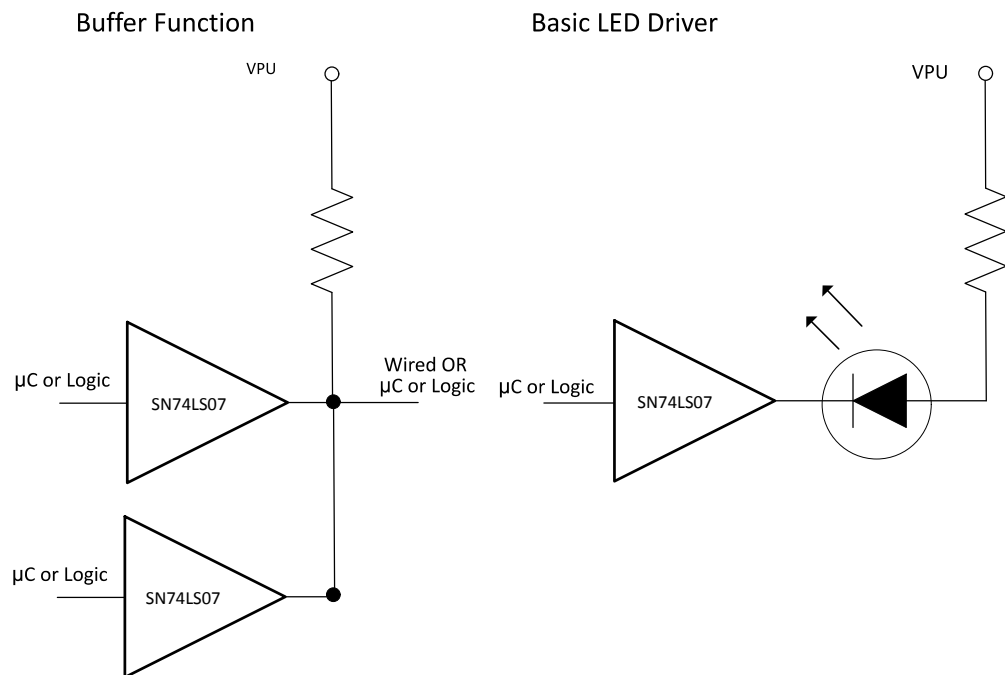 Buffer Function
Basic LED Driver
VPU
VPU
Wired OR
µC or Logic
µC or Logic
SN74LS07
µC or Logic
SN74LS07
µC or Logic
SN74LS07